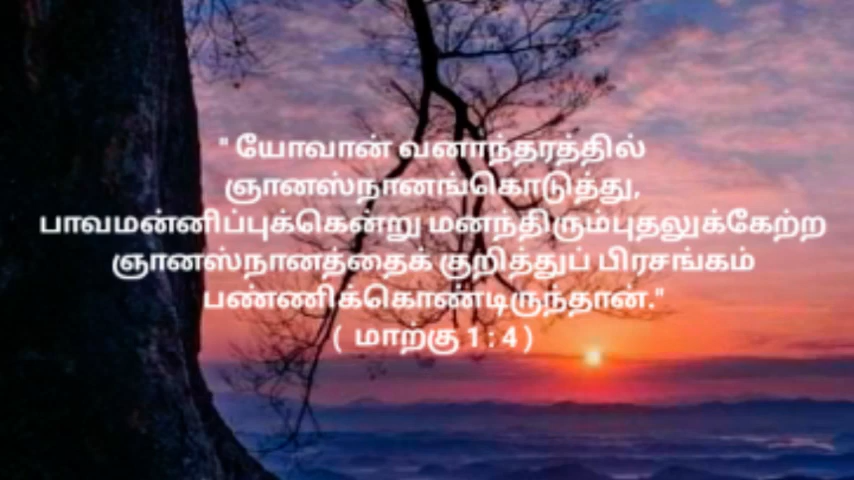 " யோவான் வனாந்தரத்தில்
ஞானஸ்நானங்கொடுத்து,
பாவமன்னிப்புக்கென்று மனந்திரும்புதலுக்கேற்ற
ஞானஸ்நானத்தைக் குறித்துப் பிரசங்கம்
பண்ணிக்கொண்டிருந்தான்."
( மாற்கு 1 : 4 )